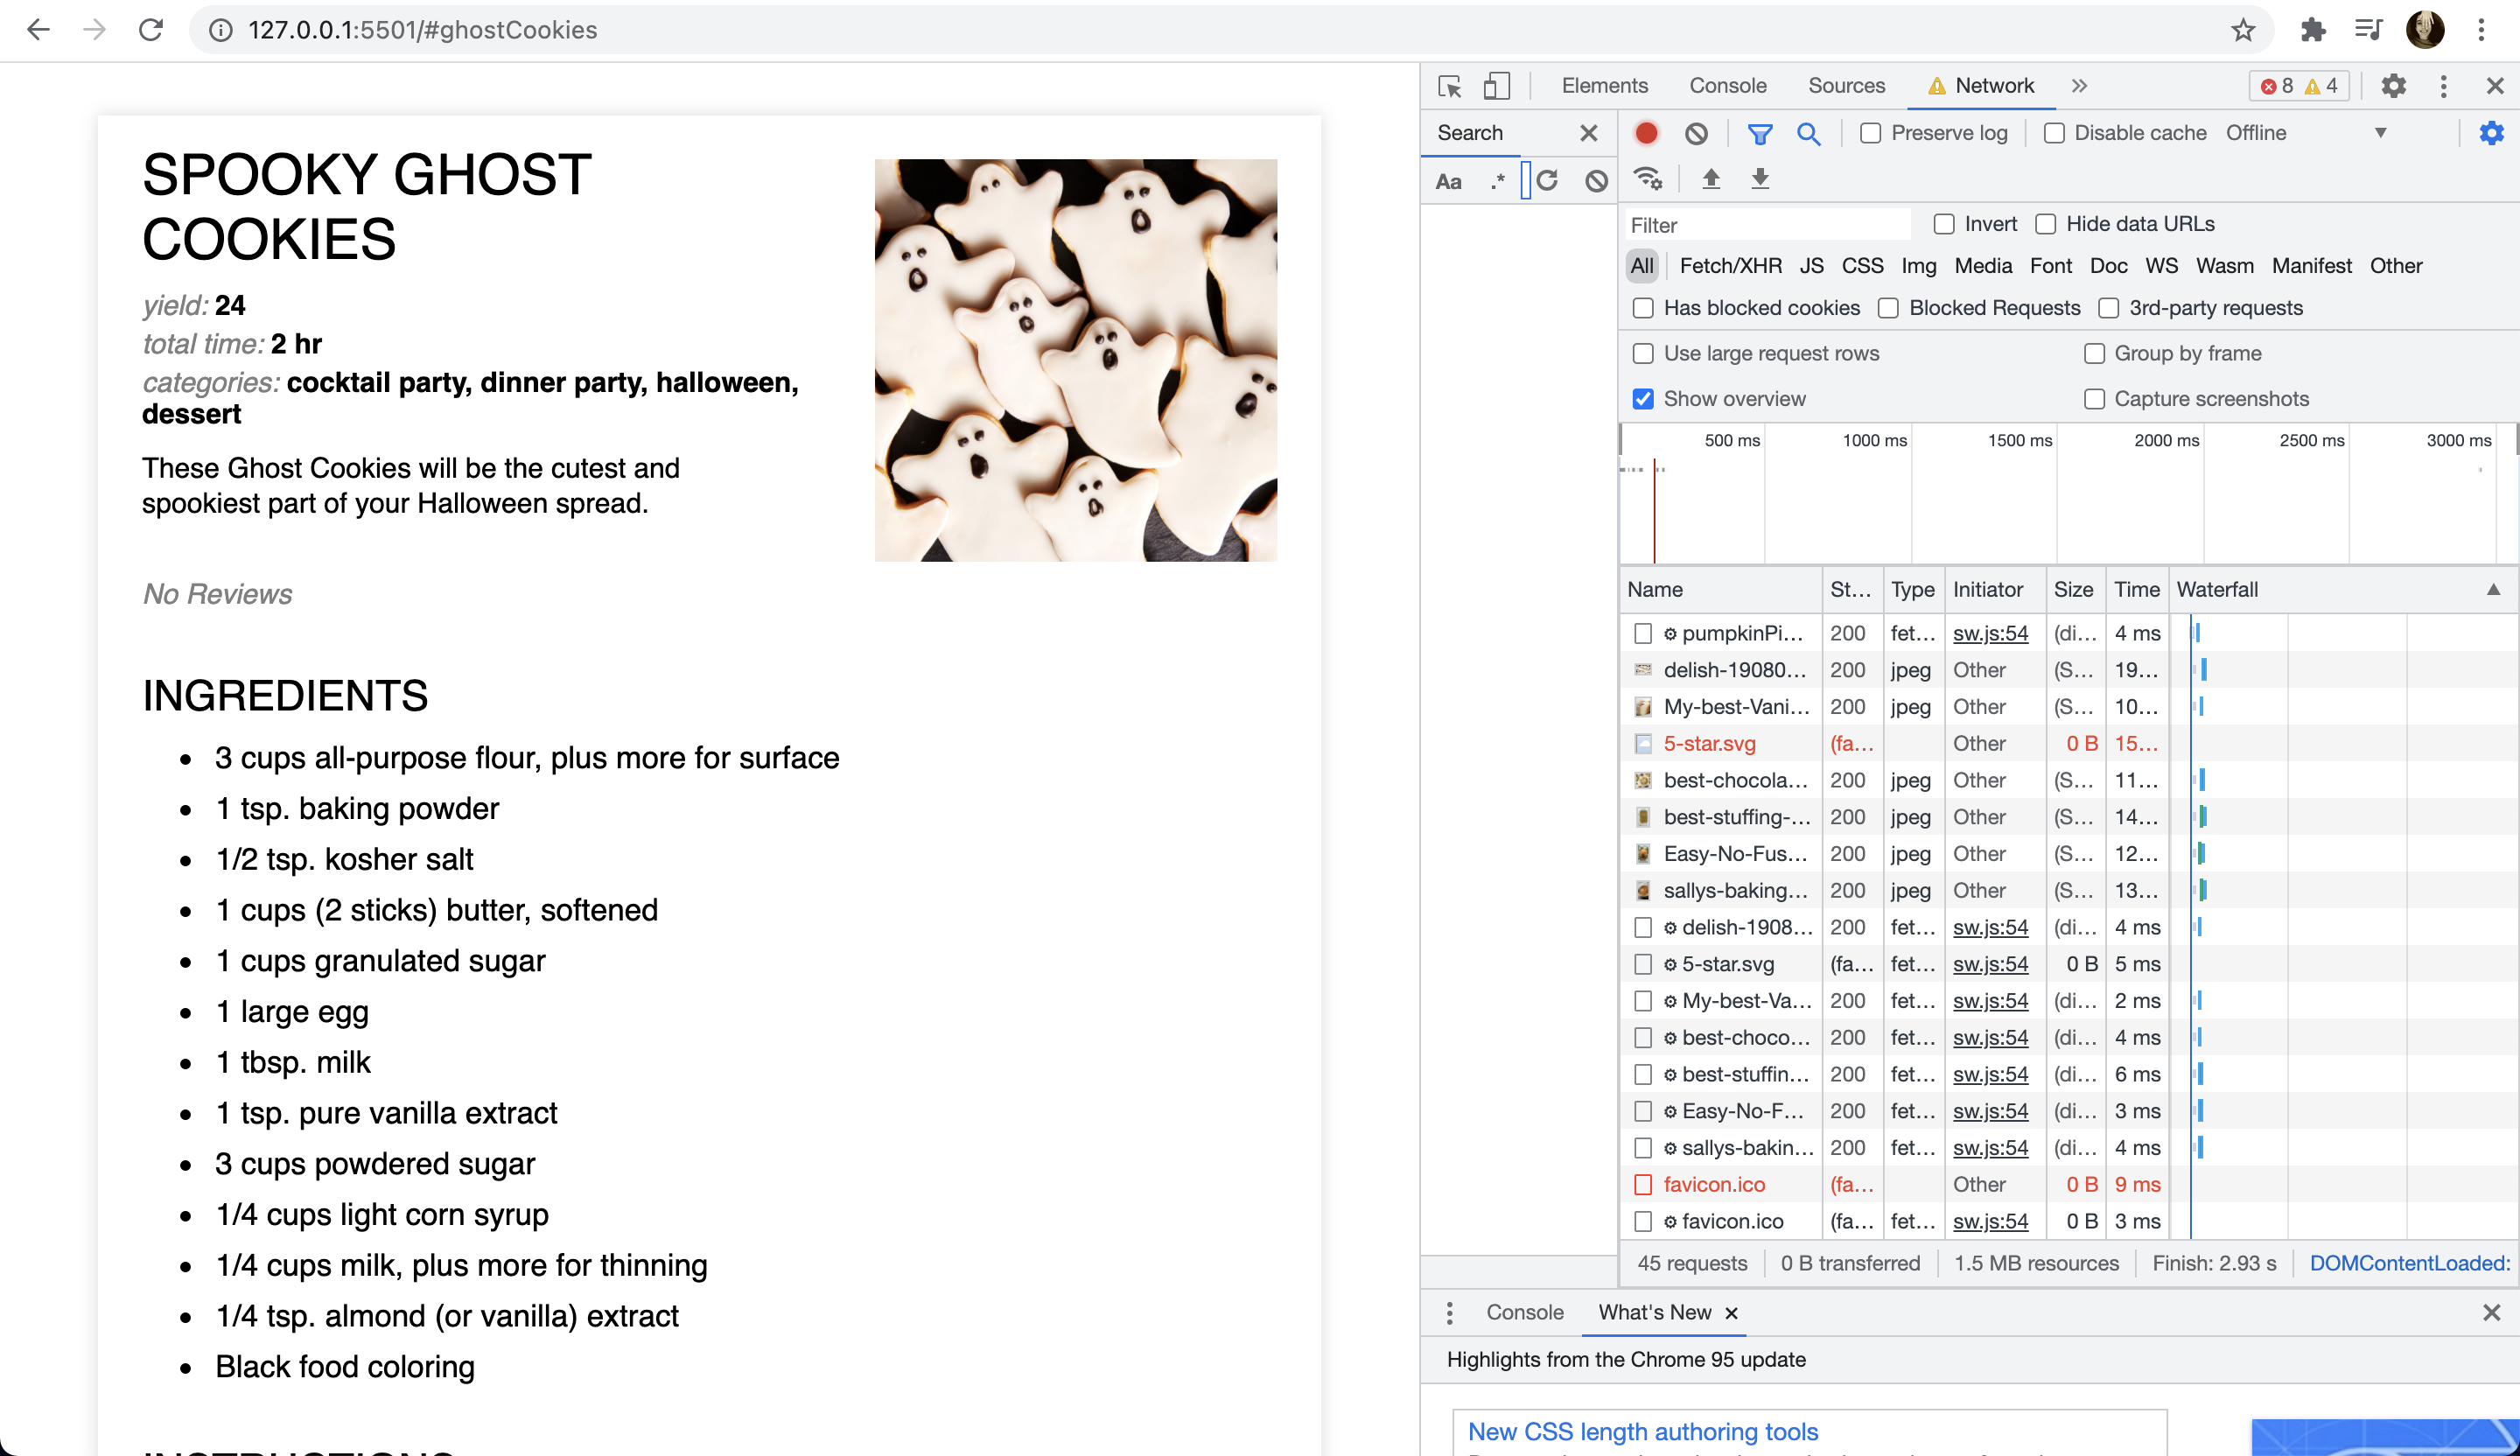 127.0.0.1:5501/#ghostCookies
SPOOKY GHOST
COOKIES
yield: 24
total time: 2 hr
categories: cocktail party, dinner party, halloween,
dessert
These Ghost Cookies will be the cutest and
spookiest part of your Halloween spread.
No Reviews
INGREDIENTS
3 cups all-purpose flour, plus more for surface
1 tsp. baking powder
1/2 tsp. kosher salt
1 cups (2 sticks) butter, softened
1 cups granulated sugar
1 large egg
1 tbsp. milk
1 tsp. pure vanilla extract
3 cups powdered sugar
1/4 cups light corn syrup
1/4 cups milk, plus more for thinning
1/4 tsp. almond (or vanilla) extract
Black food coloring
INSTRUCTIONS
Elements Console Sources Network 8 4
Search Preserve log Disable cache Offline
Aa .*
Filter Invert Hide data URLs
All Fetch/XHR JS CSS Img Media Font Doc WS Wasm Manifest Other
Has blocked cookies Blocked Requests 3rd-party requests
Use large request rows Group by frame
Show overview Capture screenshots
500 ms 1000 ms 1500 ms 2000 ms 2500 ms 3000 ms
Name St... Type Initiator Size Time Waterfall
pumpkinPi... 200 fet... sw.js:54 (di... 4 ms
delish-19080... 200 jpeg Other (S... 19...
My-best-Vani... 200 jpeg Other (S... 10...
5-star.svg (fa... Other 0 B 15...
best-chocola... 200 jpeg Other (S... 11...
best-stuffing-... 200 jpeg Other (S... 14...
Easy-No-Fus... 200 jpeg Other (S... 12...
sallys-baking... 200 jpeg Other (S... 13...
delish-1908... 200 fet... sw.js:54 (di... 4 ms
5-star.svg (fa... fet... sw.js:54 0 B 5 ms
My-best-Va... 200 fet... sw.js:54 (di... 2 ms
best-choco... 200 fet... sw.js:54 (di... 4 ms
best-stuffin... 200 fet... sw.js:54 (di... 6 ms
Easy-No-F... 200 fet... sw.js:54 (di... 3 ms
sallys-bakin... 200 fet... sw.js:54 (di... 4 ms
favicon.ico (fa... Other 0 B 9 ms
favicon.ico (fa... fet... sw.js:54 0 B 3 ms
45 requests 0 B transferred 1.5 MB resources Finish: 2.93 s DOMContentLoaded:
Console What's New
Highlights from the Chrome 95 update
New CSS length authoring tools